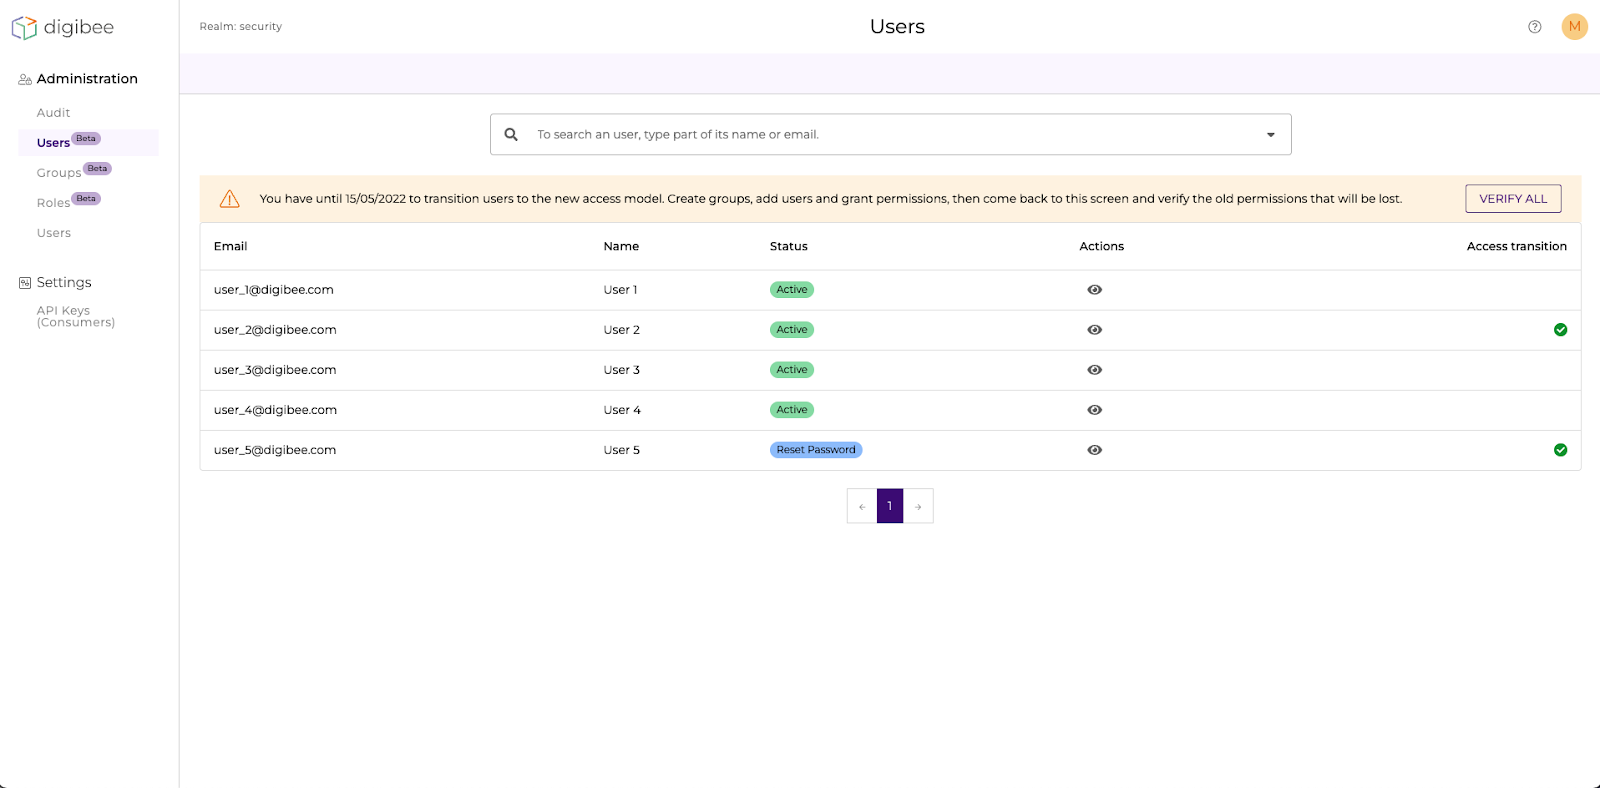 digibee
Realm: security
Users
M
Administration
Audit
Users Beta
Groups Beta
Roles Beta
Users
Settings
API Keys
(Consumers)
To search an user, type part of its name or email.
You have until 15/05/2022 to transition users to the new access model. Create groups, add users and grant permissions, then come back to this screen and verify the old permissions that will be lost.
VERIFY ALL
Email Name Status Actions Access transition
user_1@digibee.com User 1 Active
user_2@digibee.com User 2 Active
user_3@digibee.com User 3 Active
user_4@digibee.com User 4 Active
user_5@digibee.com User 5 Reset Password
← 1 →